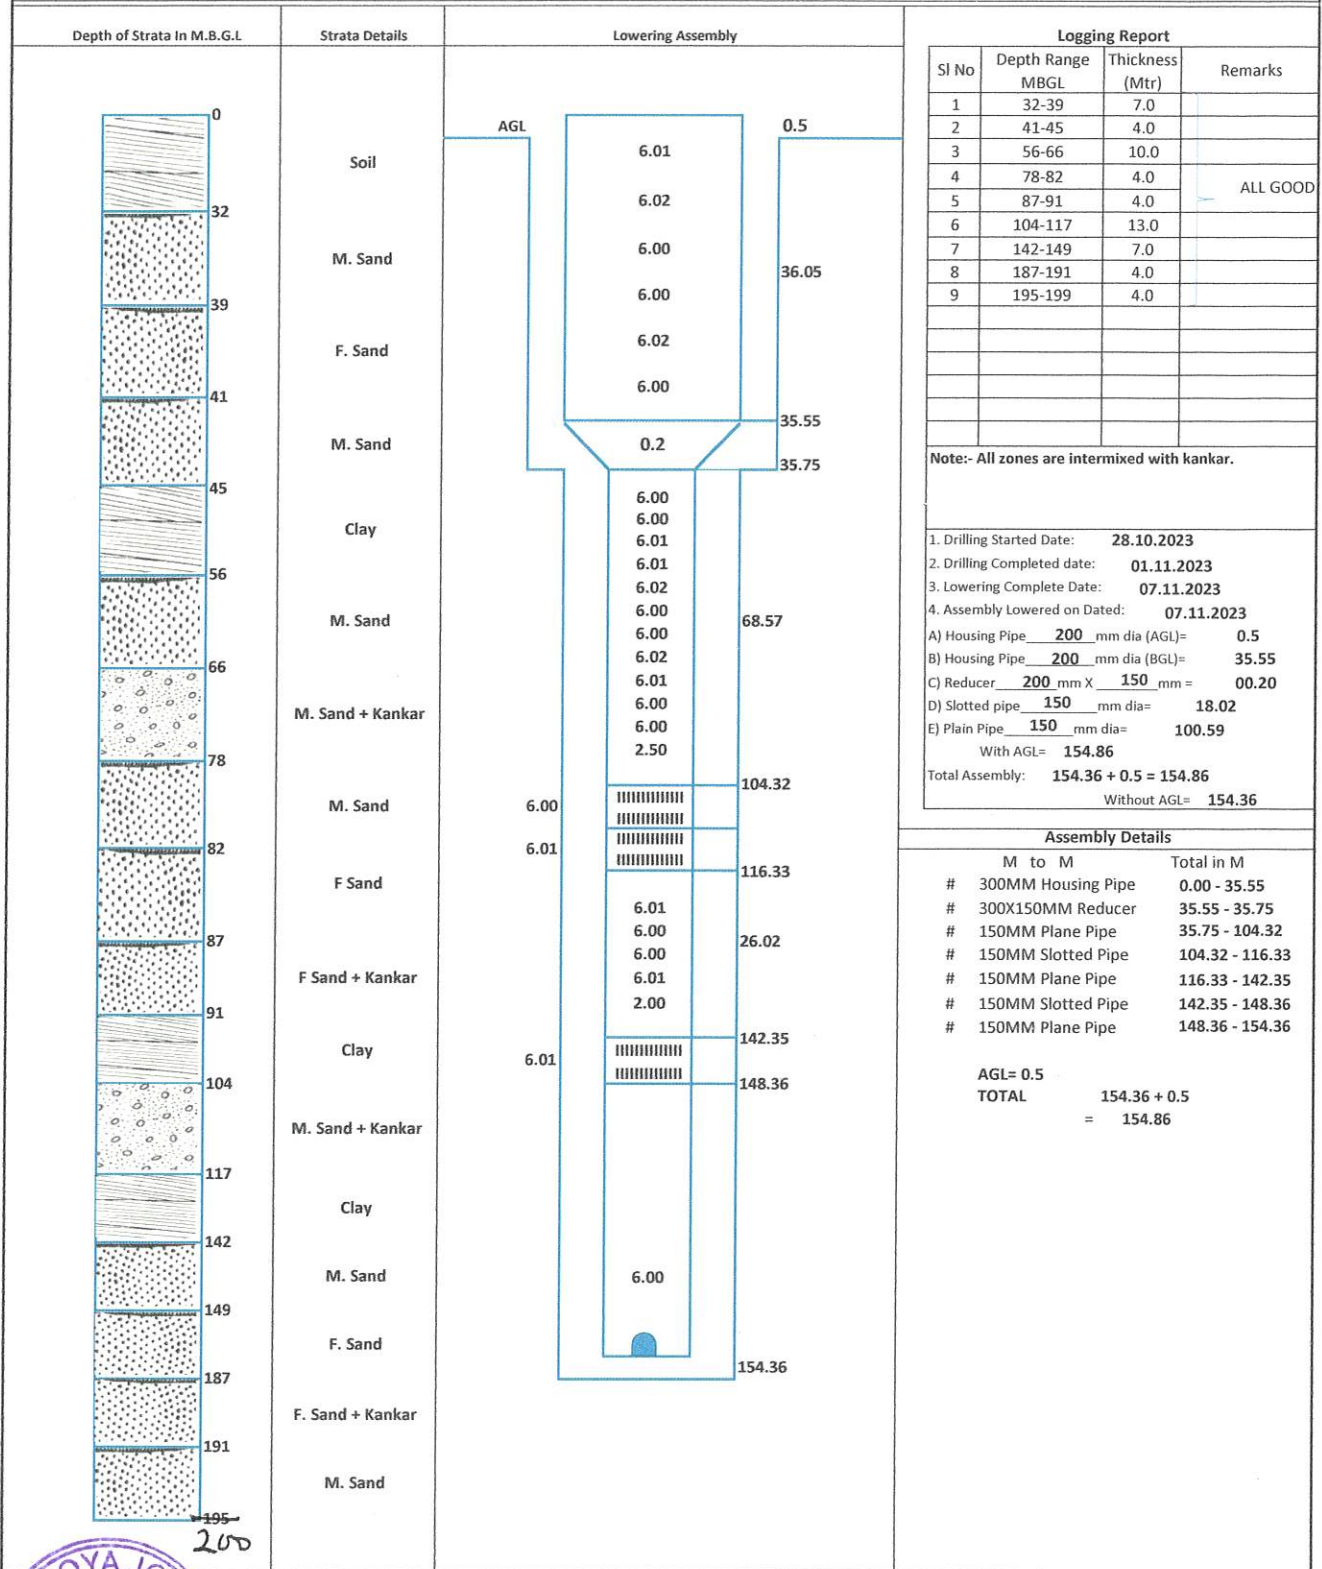 Depth of Strata In M.B.G.L
0
32
39
41
45
56
66
78
82
87
91
104
117
142
149
187
191
195
200
Strata Details
Soil
M. Sand
F. Sand
M. Sand
Clay
M. Sand
M. Sand + Kankar
M. Sand
F Sand
F Sand + Kankar
Clay
M. Sand + Kankar
Clay
M. Sand
F. Sand
F. Sand + Kankar
M. Sand
Lowering Assembly
AGL 0.5
6.01
6.02
6.00
36.05
6.00
6.02
6.00
35.55
0.2
35.75
6.00
6.00
6.01
6.01
6.02
6.00
68.57
6.00
6.02
6.01
6.00
6.00
2.50
104.32
6.00
6.01
116.33
6.01
6.00
26.02
6.00
6.01
2.00
142.35
6.01
148.36
6.00
154.36
Logging Report
Sl No Depth Range MBGL Thickness (Mtr) Remarks
1 32-39 7.0
2 41-45 4.0
3 56-66 10.0
4 78-82 4.0 ALL GOOD
5 87-91 4.0
6 104-117 13.0
7 142-149 7.0
8 187-191 4.0
9 195-199 4.0
Note:- All zones are intermixed with kankar.
1. Drilling Started Date: 28.10.2023
2. Drilling Completed date: 01.11.2023
3. Lowering Complete Date: 07.11.2023
4. Assembly Lowered on Dated: 07.11.2023
A) Housing Pipe 200 mm dia (AGL)= 0.5
B) Housing Pipe 200 mm dia (BGL)= 35.55
C) Reducer 200 mm X 150 mm = 00.20
D) Slotted pipe 150 mm dia= 18.02
E) Plain Pipe 150 mm dia= 100.59
With AGL= 154.86
Total Assembly: 154.36 + 0.5 = 154.86
Without AGL= 154.36
Assembly Details
M to M Total in M
# 300MM Housing Pipe 0.00 - 35.55
# 300X150MM Reducer 35.55 - 35.75
# 150MM Plane Pipe 35.75 - 104.32
# 150MM Slotted Pipe 104.32 - 116.33
# 150MM Plane Pipe 116.33 - 142.35
# 150MM Slotted Pipe 142.35 - 148.36
# 150MM Plane Pipe 148.36 - 154.36
AGL= 0.5
TOTAL 154.36 + 0.5
= 154.86